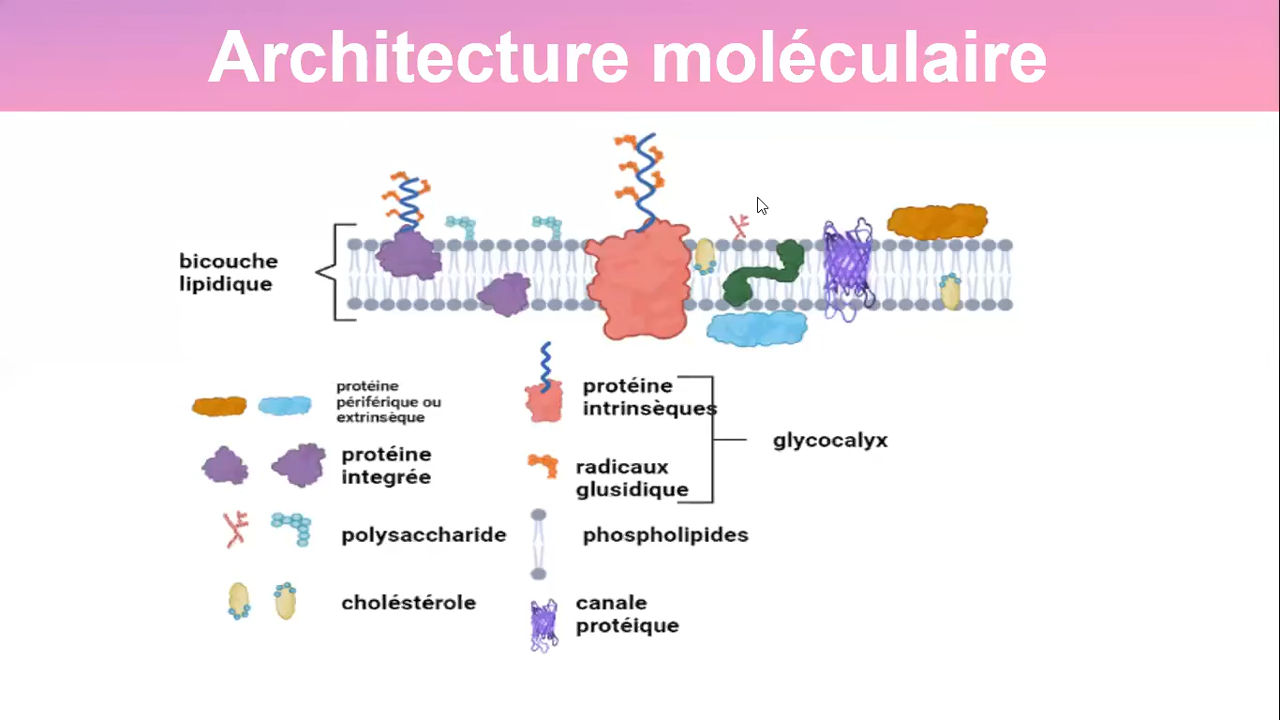 Architecture moléculaire
bicouche
lipidique
protéine
périférique ou
extrinsèque
protéine
intrinsèques
glycocalyx
protéine
integrée
radicaux
glusidique
polysaccharide
phospholipides
choléstérole
canale
protéique